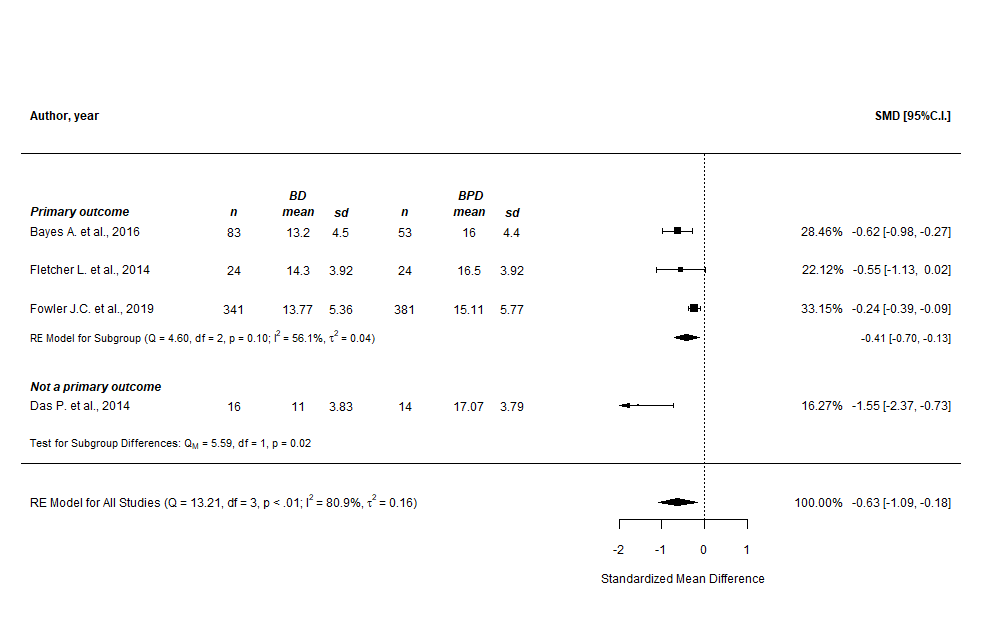 Author, year SMD [95%C.I.]
BD BPD
Primary outcome n mean sd n mean sd
Bayes A. et al., 2016 83 13.2 4.5 53 16 4.4 28.46% -0.62 [-0.98, -0.27]
Fletcher L. et al., 2014 24 14.3 3.92 24 16.5 3.92 22.12% -0.55 [-1.13, 0.02]
Fowler J.C. et al., 2019 341 13.77 5.36 381 15.11 5.77 33.15% -0.24 [-0.39, -0.09]
RE Model for Subgroup (Q = 4.60, df = 2, p = 0.10; I² = 56.1%, τ² = 0.04) -0.41 [-0.70, -0.13]
Not a primary outcome
Das P. et al., 2014 16 11 3.83 14 17.07 3.79 16.27% -1.55 [-2.37, -0.73]
Test for Subgroup Differences: Q_M = 5.59, df = 1, p = 0.02
RE Model for All Studies (Q = 13.21, df = 3, p < .01; I² = 80.9%, τ² = 0.16) 100.00% -0.63 [-1.09, -0.18]
-2 -1 0 1
Standardized Mean Difference